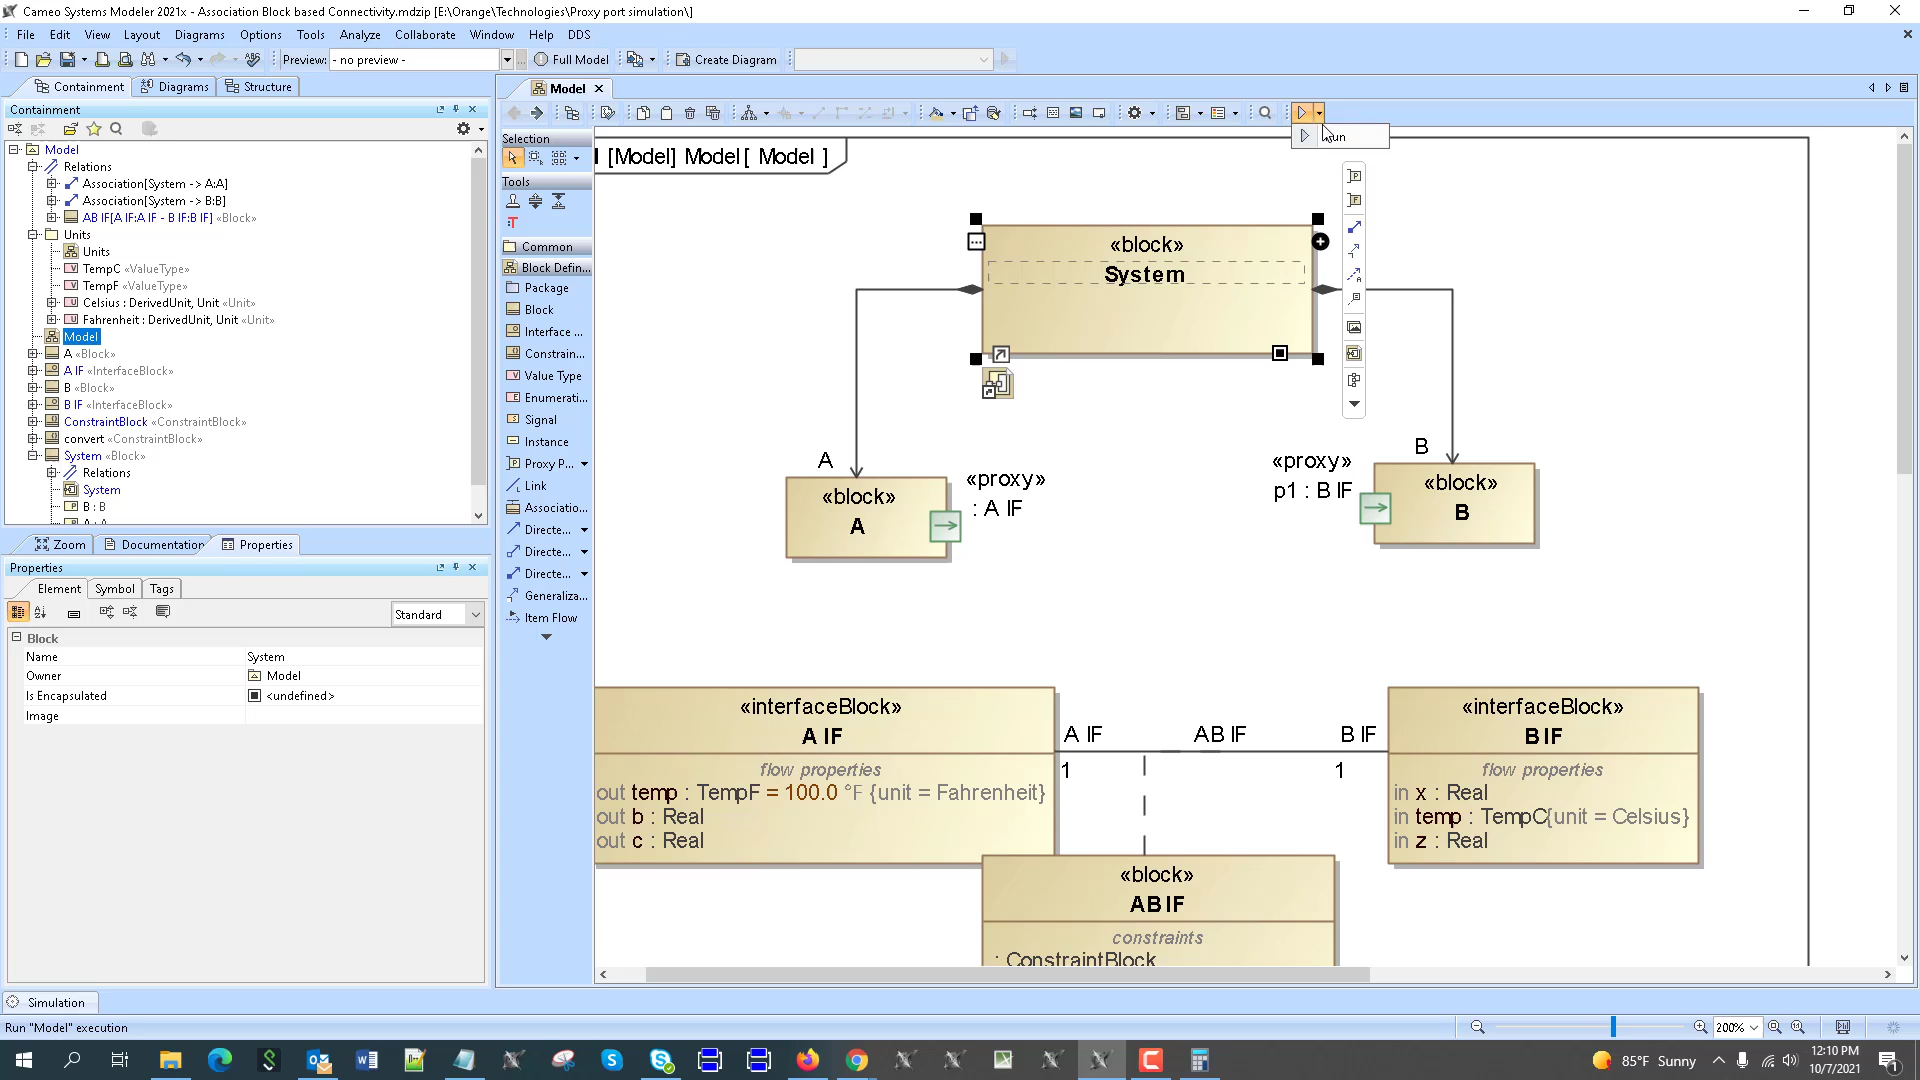 Cameo Systems Modeler 2021x - Association Block based Connectivity.mdzip [E:\Orange\Technologies\Proxy port simulation\]
File Edit View Layout Diagrams Options Tools Analyze Collaborate Window Help DDS
Preview: - no preview - ... Full Model Create Diagram
Containment Diagrams Structure
Model
Containment
Model
Relations
Association[System -> A:A]
Association[System -> B:B]
AB IF[A IF:A IF - B IF:B IF] «Block»
Units
Units
TempC «ValueType»
TempF «ValueType»
Celsius : DerivedUnit, Unit «Unit»
Fahrenheit : DerivedUnit, Unit «Unit»
Model
A «Block»
A IF «InterfaceBlock»
B «Block»
B IF «InterfaceBlock»
ConstraintBlock «ConstraintBlock»
convert «ConstraintBlock»
System «Block»
Relations
System
B : B
Zoom Documentation Properties
Properties
Element Symbol Tags
Standard
Block
Name System
Owner Model
Is Encapsulated <undefined>
Image
Selection
Tools
Common
Block Defin...
Package
Block
Interface ...
Constrain...
Value Type
Enumerati...
Signal
Instance
Proxy P...
Link
Associatio...
Directe...
Directe...
Directe...
Generaliza...
Item Flow
[Model] Model[ Model ]
«block»
System
A
«block»
A
«proxy»
: A IF
B
«proxy»
p1 : B IF
«block»
B
«interfaceBlock»
A IF
flow properties
out temp : TempF = 100.0 °F {unit = Fahrenheit}
out b : Real
out c : Real
A IF AB IF B IF
1 1
«interfaceBlock»
B IF
flow properties
in x : Real
in temp : TempC{unit = Celsius}
in z : Real
«block»
AB IF
constraints
: ConstraintBlock
Simulation
Run "Model" execution
200%
85°F Sunny
12:10 PM
10/7/2021
1